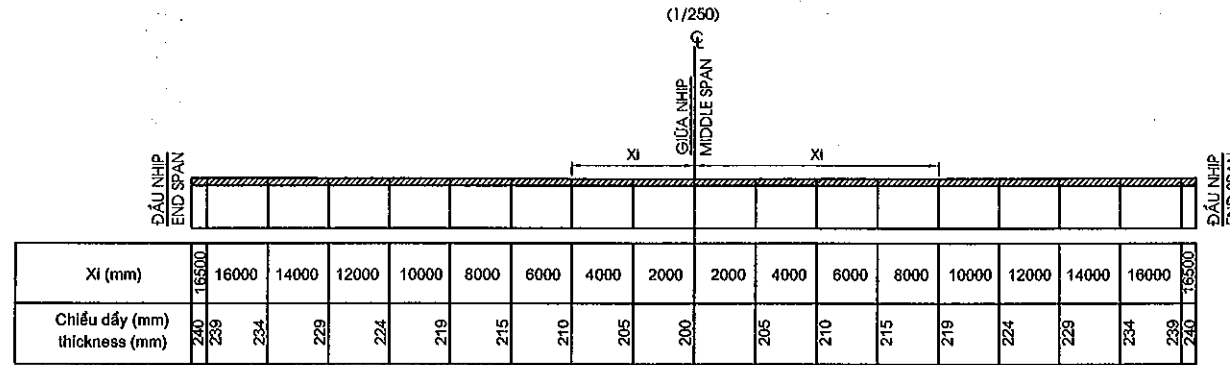 (1/250)
CL
GIỮA NHỊP
MIDDLE SPAN
Xi Xi
ĐẦU NHỊP
END SPAN
ĐẦU NHỊP
END SPAN
Xi (mm) 16500 16000 14000 12000 10000 8000 6000 4000 2000 2000 4000 6000 8000 10000 12000 14000 16000 16500
Chiều dầy (mm)
thickness (mm) 240 239 234 229 224 219 215 210 205 200 205 210 215 219 224 229 234 239 240